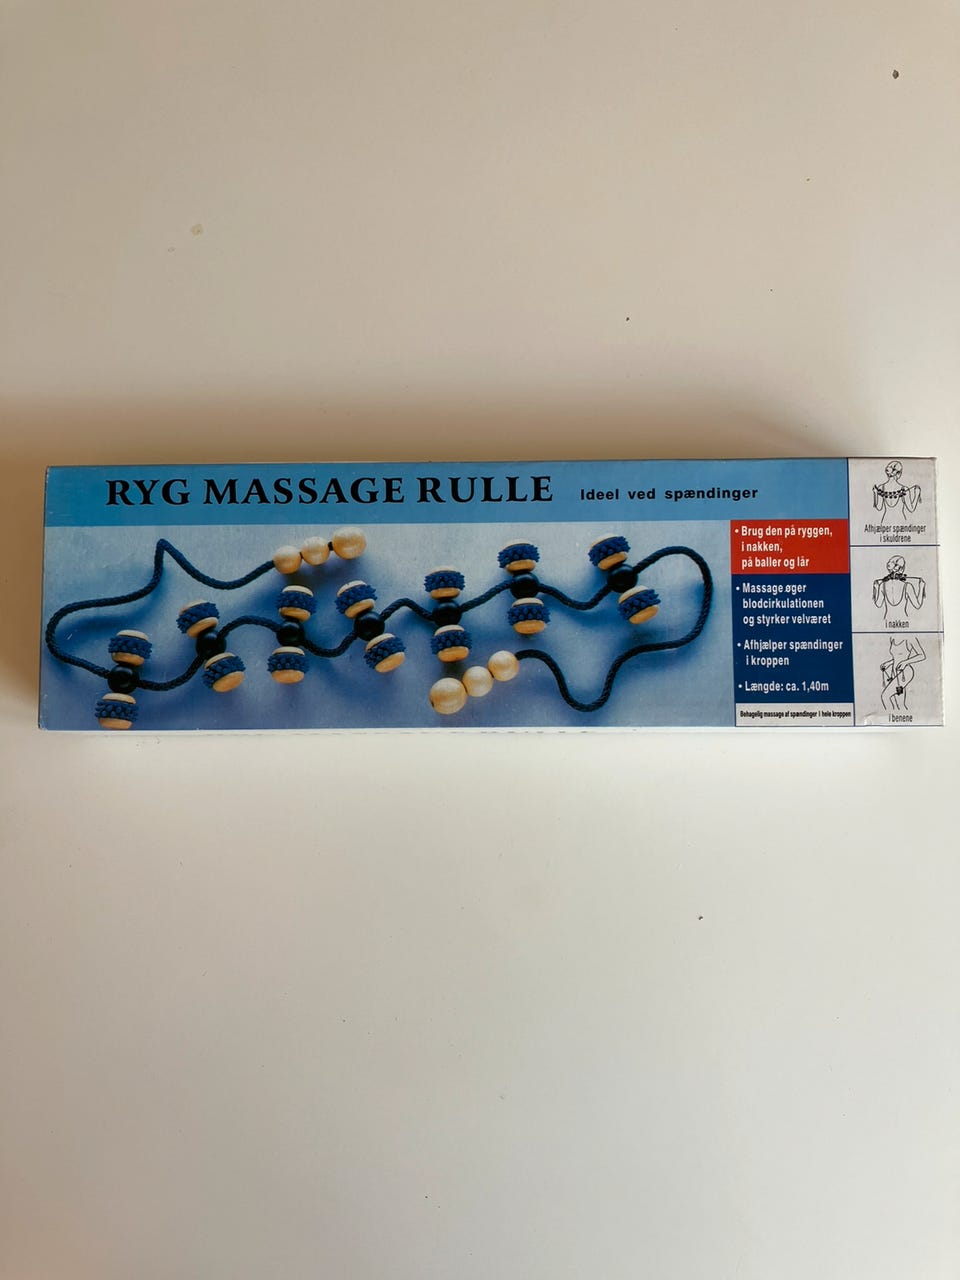 RYG MASSAGE RULLE
Ideel ved spændinger
• Brug den på ryggen,
i nakken,
på baller og lår
• Massage øger
blodcirkulationen
og styrker velværet
• Afhjælper spændinger
i kroppen
• Længde: ca. 1,40m
Behagelig massage af spændinger i hele kroppen
Afhjælper spændinger
i skuldrene
i nakken
i benene